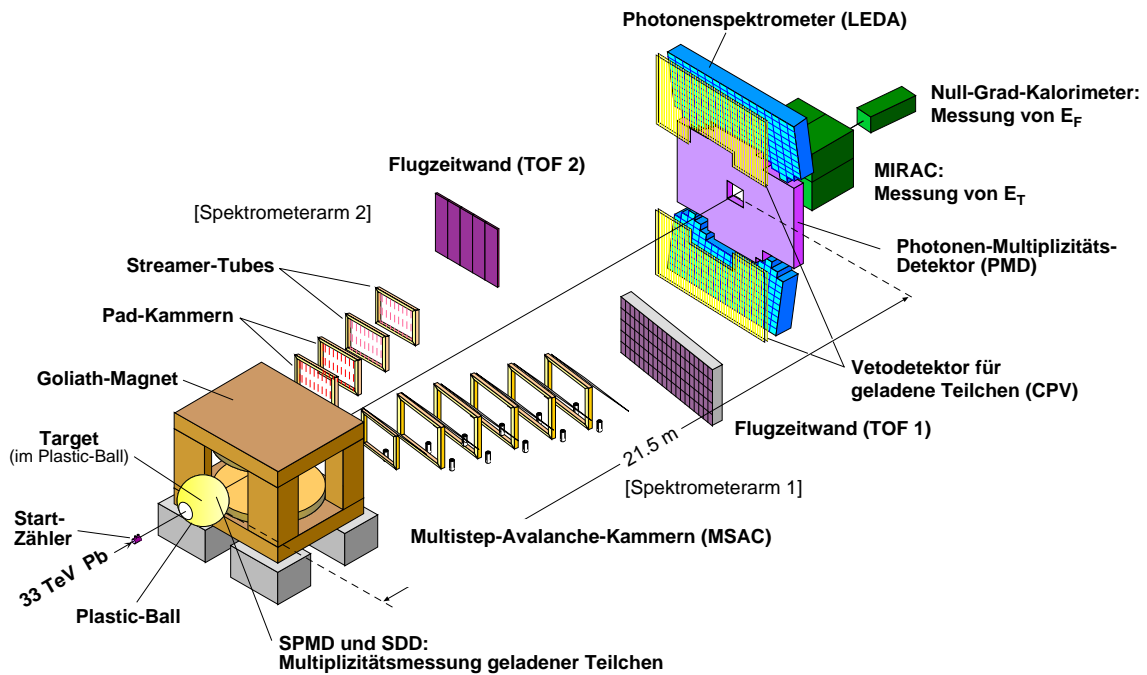 Photonenspektrometer (LEDA)
Null-Grad-Kalorimeter:
Messung von E_F
Flugzeitwand (TOF 2)
MIRAC:
Messung von E_T
[Spektrometerarm 2]
Photonen-Multiplizitäts-
Detektor (PMD)
Streamer-Tubes
Pad-Kammern
Goliath-Magnet
Vetodetektor für
geladene Teilchen (CPV)
Target
(im Plastic-Ball)
Flugzeitwand (TOF 1)
21.5 m
[Spektrometerarm 1]
Start-
Zähler
Multistep-Avalanche-Kammern (MSAC)
33 TeV Pb
Plastic-Ball
SPMD und SDD:
Multiplizitätsmessung geladener Teilchen